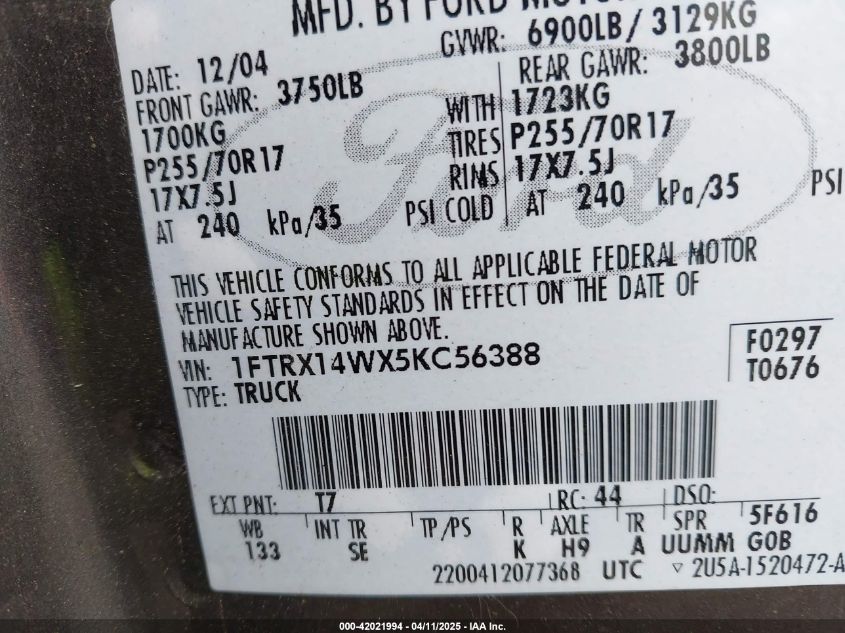 MFD. BY FORD MOTOR
GVWR: 6900LB / 3129KG
DATE: 12/04
REAR GAWR: 3800LB
FRONT GAWR: 3750LB
1700KG WITH 1723KG
P255/70R17 TIRES P255/70R17
17X7.5J RIMS 17X7.5J
AT 240 kPa/35 PSI COLD AT 240 kPa/35 PSI
Ford
THIS VEHICLE CONFORMS TO ALL APPLICABLE FEDERAL MOTOR
VEHICLE SAFETY STANDARDS IN EFFECT ON THE DATE OF
MANUFACTURE SHOWN ABOVE.
VIN: 1FTRX14WX5KC56388
F0297
TYPE: TRUCK
T0676
EXT PNT: T7 RC: 44 DSO:
WB INT TR TP/PS R AXLE TR SPR 5F616
133 SE K H9 A UUMM GOB
2200412077368 UTC ▽ 2U5A-1520472-A
000-42021994 - 04/11/2025 - IAA Inc.